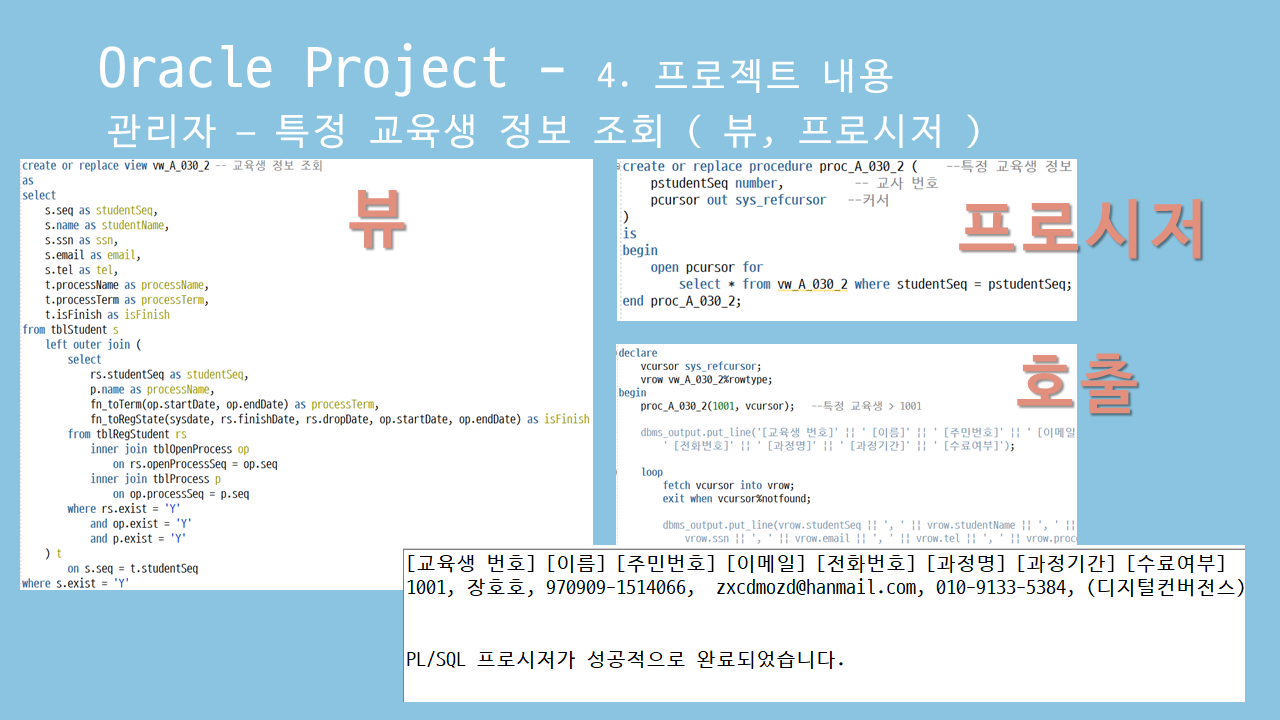 Oracle Project - 4. 프로젝트 내용
관리자 – 특정 교육생 정보 조회 ( 뷰, 프로시저 )
create or replace view vw_A_030_2 -- 교육생 정보 조회
as
select
s.seq as studentSeq,
s.name as studentName,
s.ssn as ssn,
s.email as email,
s.tel as tel,
t.processName as processName,
t.processTerm as processTerm,
t.isFinish as isFinish
from tblStudent s
left outer join (
select
rs.studentSeq as studentSeq,
p.name as processName,
fn_toTerm(op.startDate, op.endDate) as processTerm,
fn_toRegState(sysdate, rs.finishDate, rs.dropDate, op.startDate, op.endDate) as isFinish
from tblRegStudent rs
inner join tblOpenProcess op
on rs.openProcessSeq = op.seq
inner join tblProcess p
on op.processSeq = p.seq
where rs.exist = 'Y'
and op.exist = 'Y'
and p.exist = 'Y'
) t
on s.seq = t.studentSeq
where s.exist = 'Y'
뷰
create or replace procedure proc_A_030_2 ( --특정 교육생 정보
pstudentSeq number, -- 교사 번호
pcursor out sys_refcursor --커서
)
is
begin
open pcursor for
select * from vw_A_030_2 where studentSeq = pstudentSeq;
end proc_A_030_2;
프로시저
declare
vcursor sys_refcursor;
vrow vw_A_030_2%rowtype;
begin
proc_A_030_2(1001, vcursor); --특정 교육생 > 1001
dbms_output.put_line('[교육생 번호]' || ' [이름]' || ' [주민번호]' || ' [이메일
' [전화번호]' || ' [과정명]' || ' [과정기간]' || ' [수료여부]');
loop
fetch vcursor into vrow;
exit when vcursor%notfound;
dbms_output.put_line(vrow.studentSeq || ', ' || vrow.studentName || ', ' ||
vrow.ssn || ', ' || vrow.email || ', ' || vrow.tel || ', ' || vrow.proce
호출
[교육생 번호] [이름] [주민번호] [이메일] [전화번호] [과정명] [과정기간] [수료여부]
1001, 장호호, 970909-1514066, zxcdmozd@hanmail.com, 010-9133-5384, (디지털컨버전스)
PL/SQL 프로시저가 성공적으로 완료되었습니다.